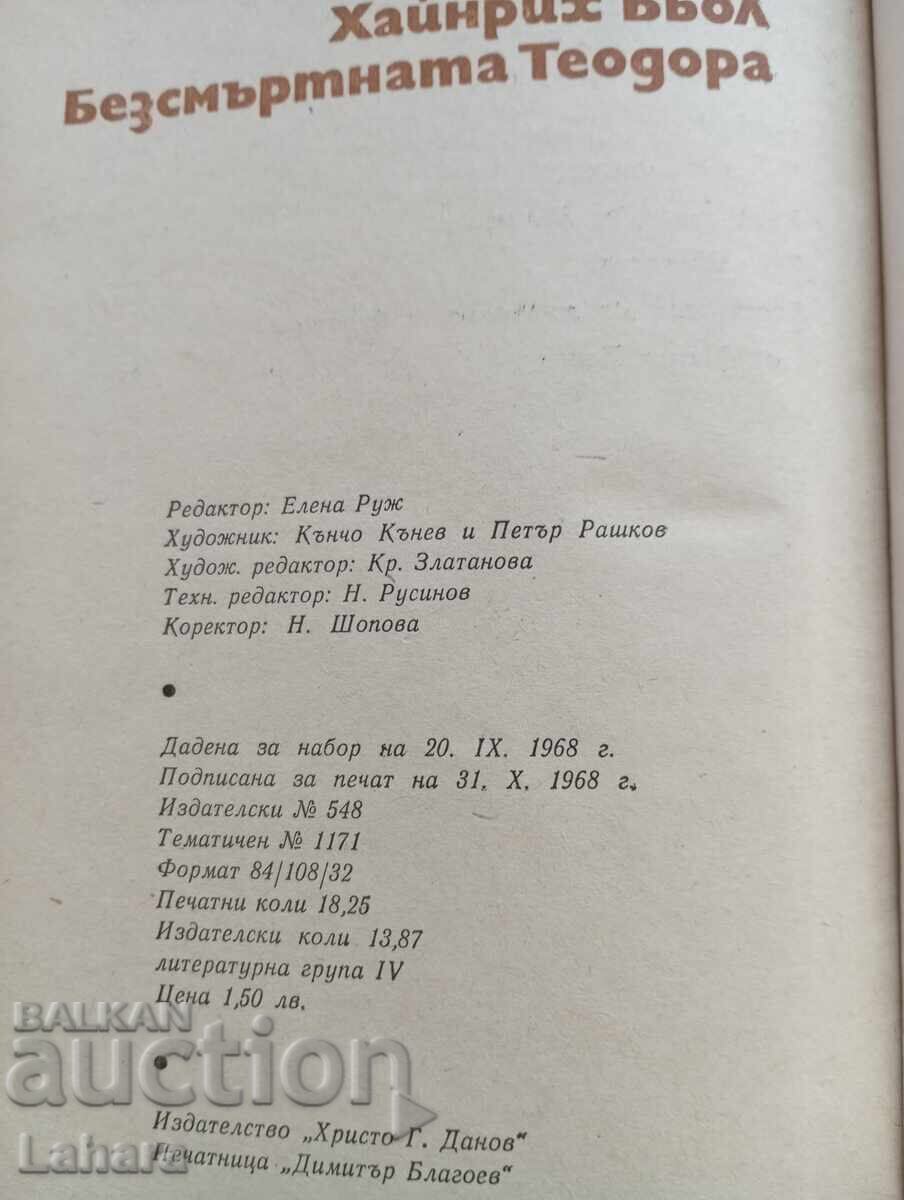 Хайнрих Бьол
Безсмъртната Теодора
Редактор: Елена Руж
Художник: Кънчо Кънев и Петър Рашков
Худож. редактор: Кр. Златанова
Техн. редактор: Н. Русинов
Коректор: Н. Шопова
•
Дадена за набор на 20. IX. 1968 г.
Подписана за печат на 31. X. 1968 г.
Издателски № 548
Тематичен № 1171
Формат 84/108/32
Печатни коли 18,25
Издателски коли 13,87
литературна група IV
Цена 1,50 лв.
•
BALKAN
auction
Издателство „Христо Г. Данов“
Печатница „Димитър Благоев“
Lahara